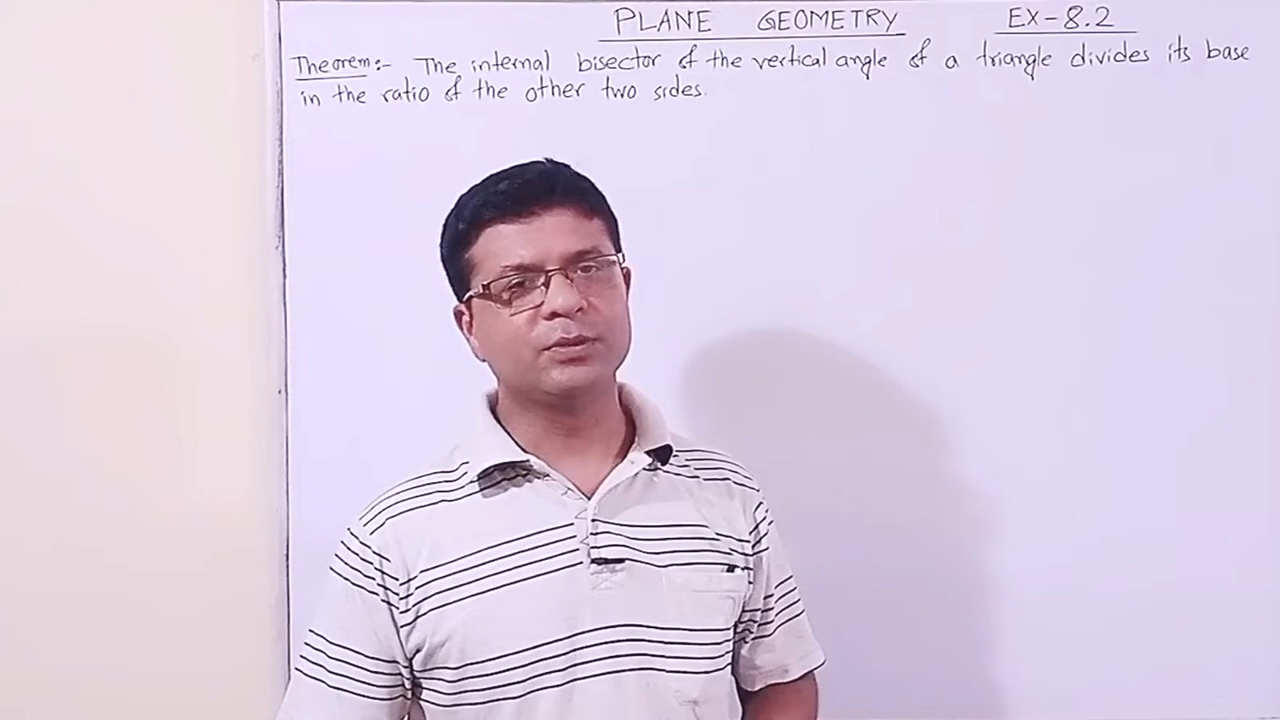 PLANE GEOMETRY EX-8.2
Theorem:- The internal bisector of the vertical angle of a triangle divides its base
in the ratio of the other two sides.